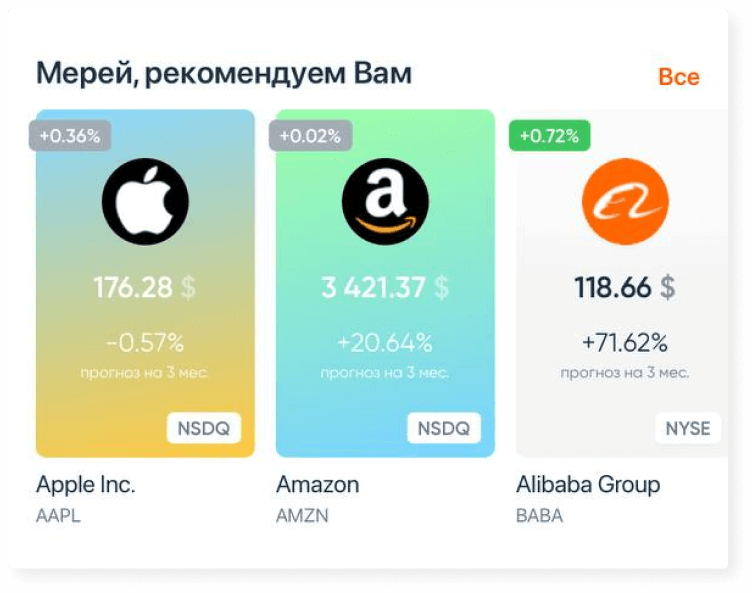 Мерей, рекомендуем Вам
Все
+0.36%
176.28 $
-0.57%
прогноз на 3 мес.
NSDQ
Apple Inc.
AAPL
+0.02%
a
3 421.37 $
+20.64%
прогноз на 3 мес.
NSDQ
Amazon
AMZN
+0.72%
118.66 $
+71.62%
прогноз на 3 мес.
NYSE
Alibaba Group
BABA